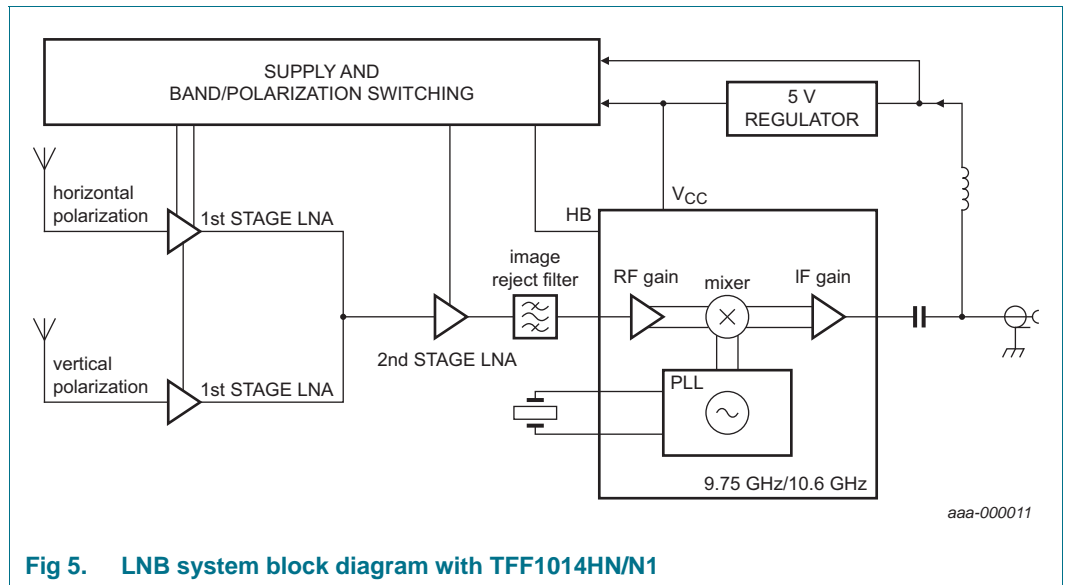 SUPPLY AND
BAND/POLARIZATION SWITCHING
5 V
REGULATOR
horizontal
polarization
1st STAGE LNA
HB
VCC
image
reject filter
RF gain
mixer
IF gain
2nd STAGE LNA
vertical
polarization
1st STAGE LNA
PLL
9.75 GHz/10.6 GHz
aaa-000011
Fig 5. LNB system block diagram with TFF1014HN/N1